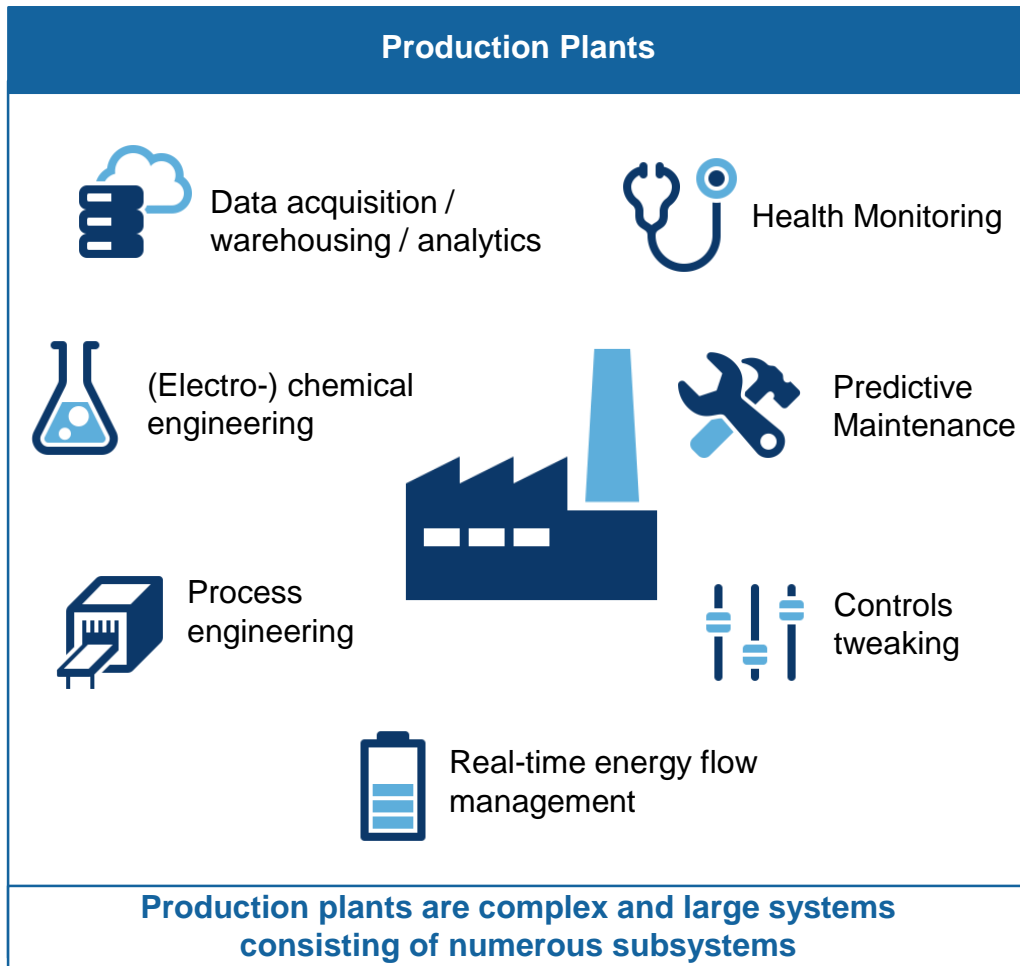 Production Plants
Data acquisition /
warehousing / analytics
Health Monitoring
(Electro-) chemical
engineering
Predictive
Maintenance
Process
engineering
Controls
tweaking
Real-time energy flow
management
Production plants are complex and large systems
consisting of numerous subsystems